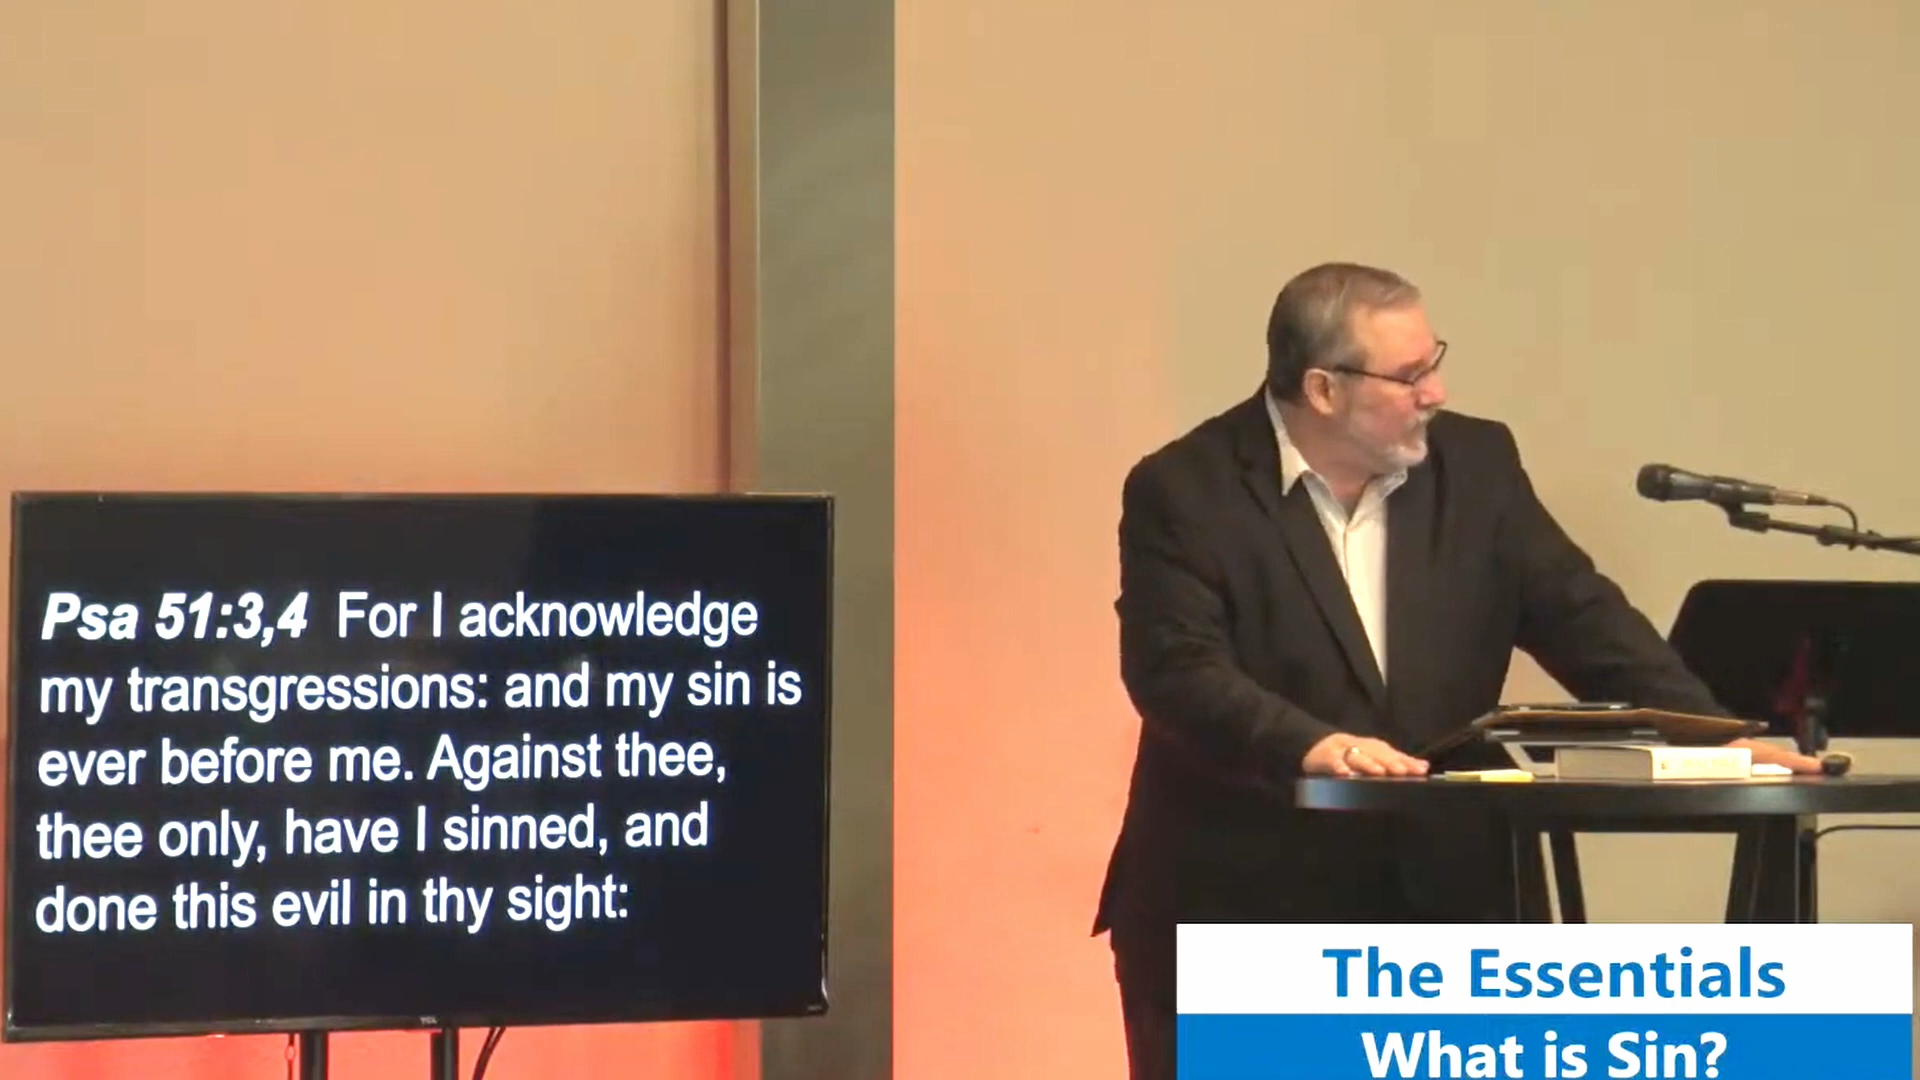 Psa 51:3,4 For I acknowledge
my transgressions: and my sin is
ever before me. Against thee,
thee only, have I sinned, and
done this evil in thy sight:
TCL
The Essentials
What is Sin?